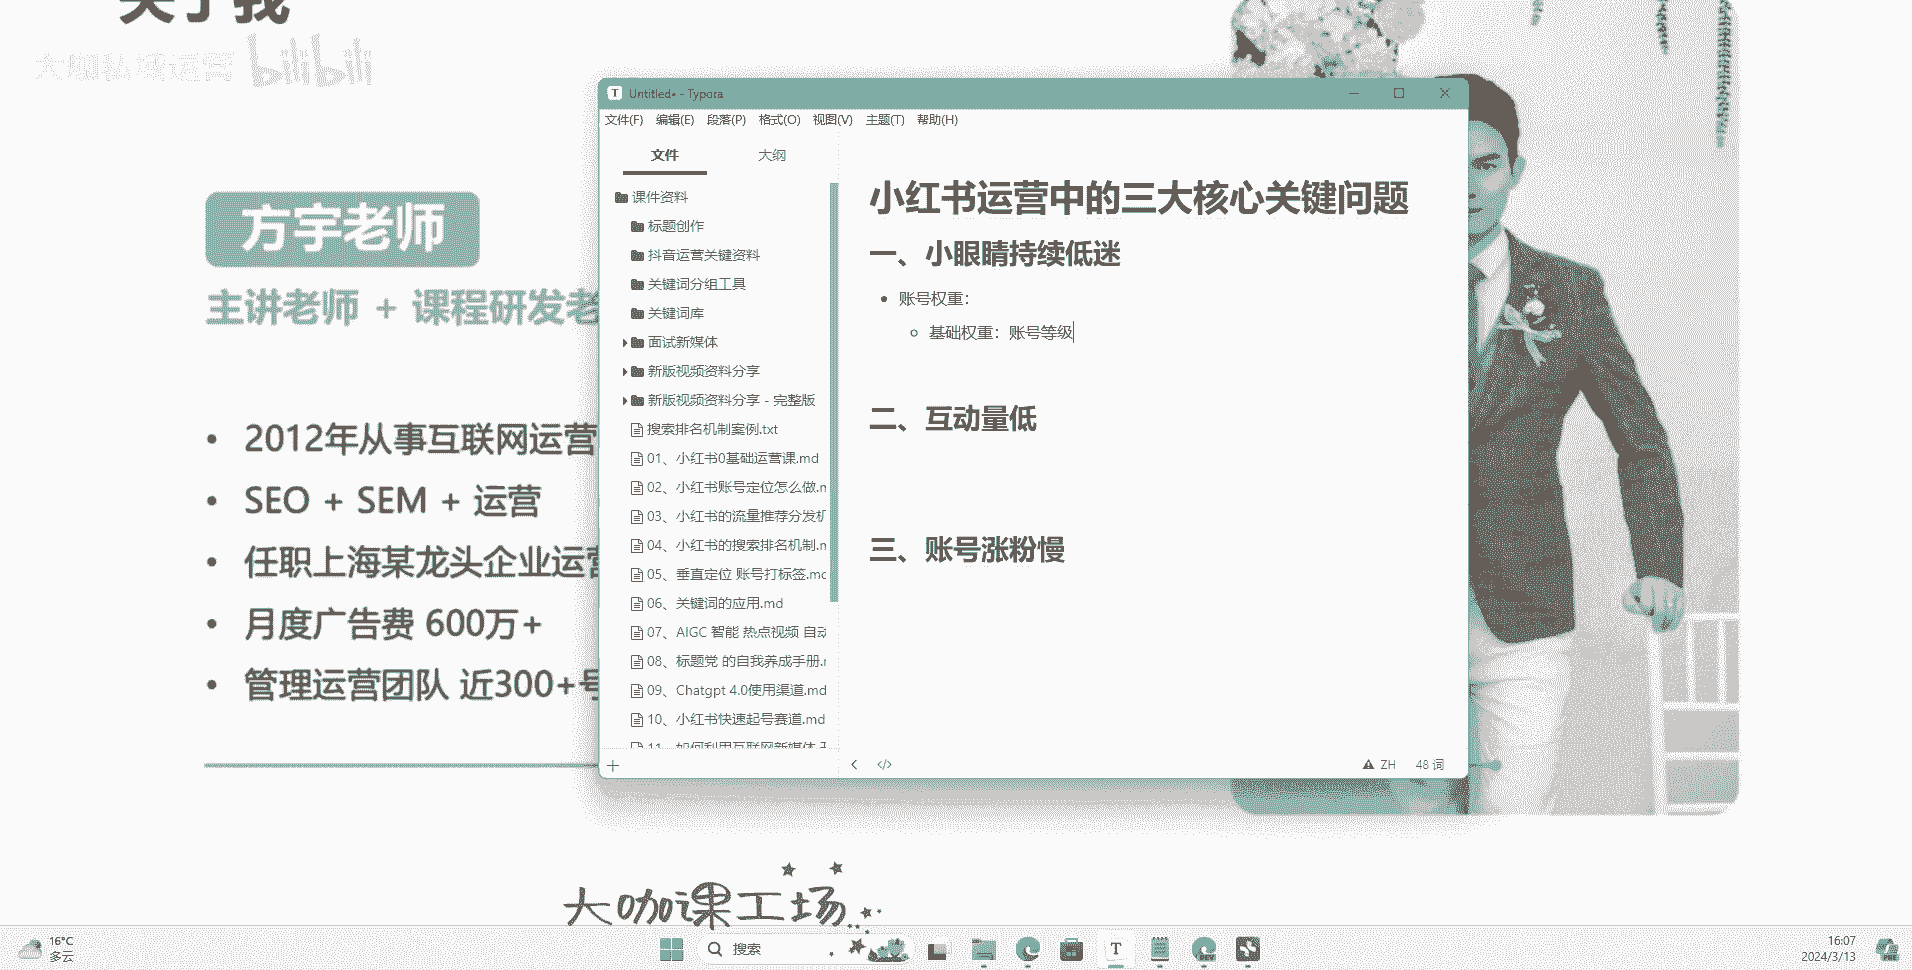 关于我
大咖私域运营 bilibili
方宇老师
主讲老师 + 课程研发老
2012年从事互联网运营
SEO + SEM + 运营
任职上海某龙头企业运营
月度广告费 600万+
管理运营团队 近300+号
Untitled• - Typora
文件(F) 编辑(E) 段落(P) 格式(O) 视图(V) 主题(T) 帮助(H)
文件 大纲
课件资料
标题创作
抖音运营关键资料
关键词分组工具
关键词库
面试新媒体
新版视频资料分享
新版视频资料分享 - 完整版
搜索排名机制案例.txt
01、小红书0基础运营课.md
02、小红书账号定位怎么做.m
03、小红书的流量推荐分发机
04、小红书的搜索排名机制.m
05、垂直定位 账号打标签.md
06、关键词的应用.md
07、AIGC 智能 热点视频 自动
08、标题党 的自我养成手册.m
09、Chatgpt 4.0使用渠道.md
10、小红书快速起号赛道.md
11、如何利用互联网新媒体
小红书运营中的三大核心关键问题
一、小眼睛持续低迷
账号权重：
基础权重：账号等级
二、互动量低
三、账号涨粉慢
ZH 48 词
大咖课工场
16°C
多云
搜索
T
DEV
16:07
2024/3/13
PRE